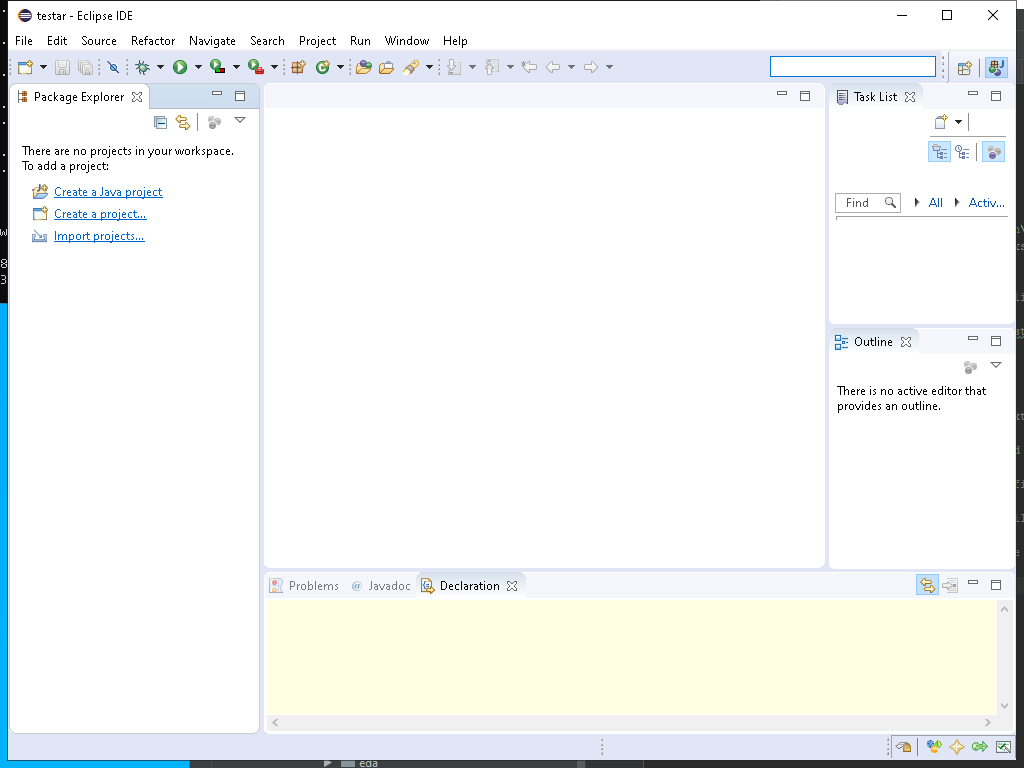 testar - Eclipse IDE
File Edit Source Refactor Navigate Search Project Run Window Help
Package Explorer
There are no projects in your workspace.
To add a project:
Create a Java project
Create a project...
Import projects...
Task List
Find
All
Activ...
Outline
There is no active editor that
provides an outline.
Problems
@ Javadoc
Declaration
eda